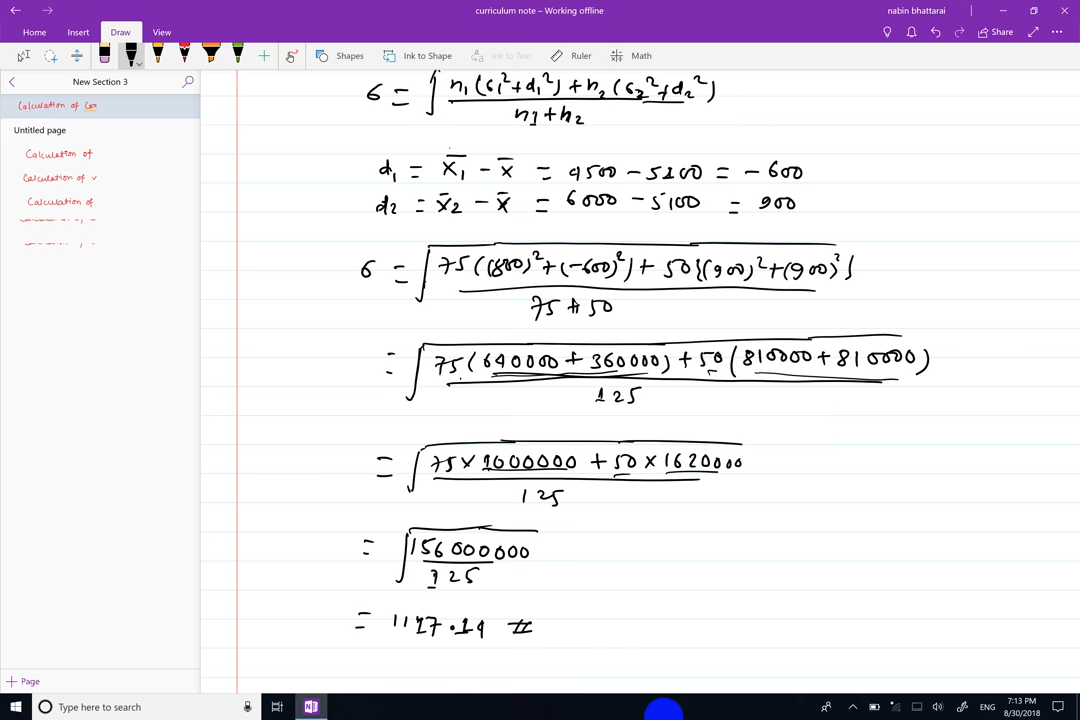 curriculum note – Working offline
nabin bhattarai
Home Insert Draw View
Share
Shapes Ink to Shape Ink to Text Ruler Math
New Section 3
Calculation of Com
Untitled page
Calculation of
Calculation of v
Calculation of
σ = √ n₁(σ₁²+d₁²) + n₂(σ₂²+d₂²)
n₁+n₂
d₁ = x̄₁ – x̄ = 4500 – 5100 = – 600
d₂ = x̄₂ – x̄ = 6000 – 5100 = 900
σ = √ 75((800)²+(–600)²) + 50{(900)²+(900)²}
75 + 50
= √ 75(640000 + 360000) + 50(810000 + 810000)
125
= √ 75 × 1000000 + 50 × 1620000
125
= √ 156000000
125
= 1117.14 #
+ Page
Type here to search
ENG
7:13 PM
8/30/2018